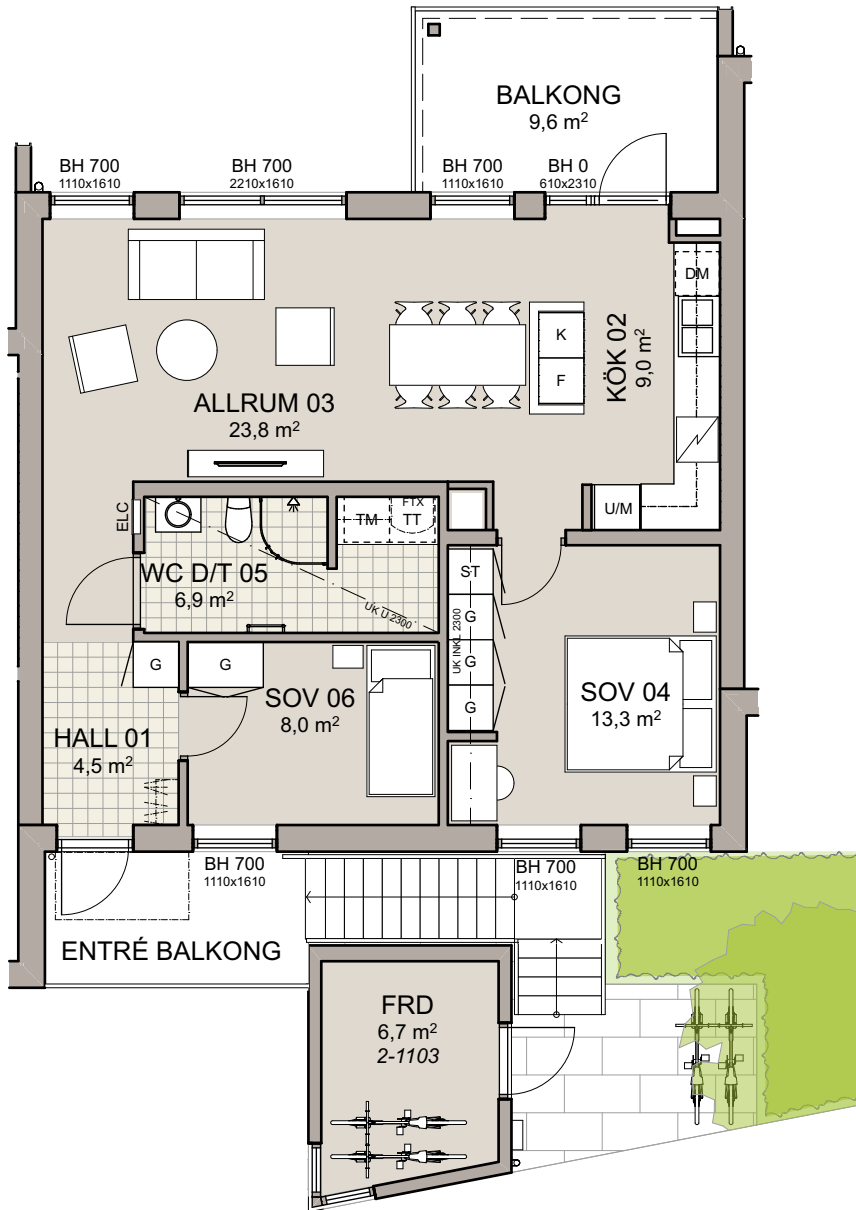 BALKONG
9,6 m²
BH 700
1110x1610
BH 700
2210x1610
BH 700
1110x1610
BH 0
610x2310
DM
K
F
KÖK 02
9,0 m²
ALLRUM 03
23,8 m²
ELC
TM
FTX
TT
U/M
WC D/T 05
6,9 m²
UK U 2300
ST
G
G
G
UK INKL 2300
G
G
SOV 06
8,0 m²
SOV 04
13,3 m²
HALL 01
4,5 m²
BH 700
1110x1610
BH 700
1110x1610
BH 700
1110x1610
ENTRÉ BALKONG
FRD
6,7 m²
2-1103